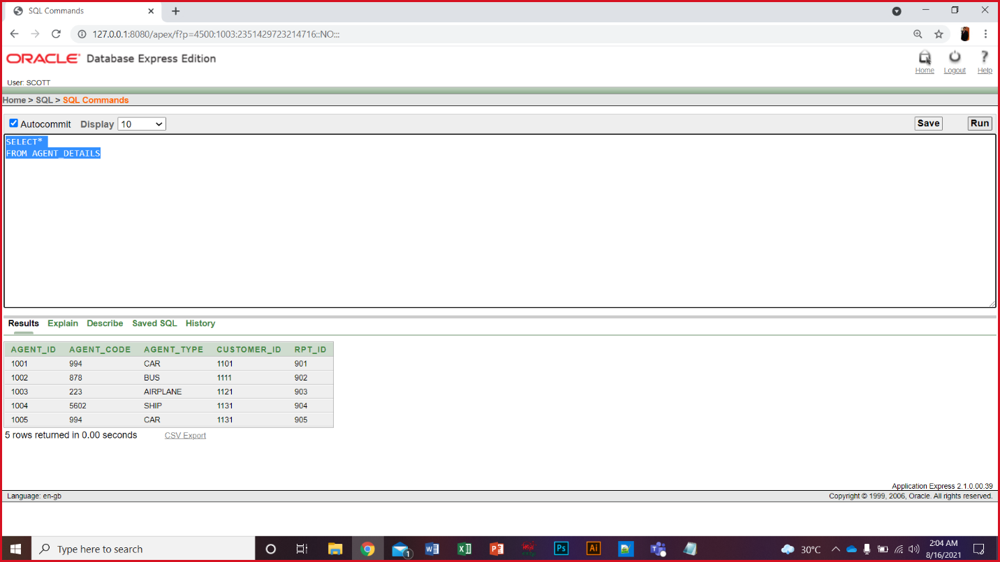 SQL Commands
127.0.0.1:8080/apex/f?p=4500:1003:2351429723214716::NO:::
ORACLE Database Express Edition
Home Logout Help
User: SCOTT
Home > SQL > SQL Commands
Autocommit Display 10 Save Run
SELECT*
FROM AGENT_DETAILS
Results Explain Describe Saved SQL History
AGENT_ID AGENT_CODE AGENT_TYPE CUSTOMER_ID RPT_ID
1001 994 CAR 1101 901
1002 878 BUS 1111 902
1003 223 AIRPLANE 1121 903
1004 5602 SHIP 1131 904
1005 994 CAR 1131 905
5 rows returned in 0.00 seconds CSV Export
Application Express 2.1.0.00.39
Language: en-gb Copyright © 1999, 2006, Oracle. All rights reserved.
Type here to search 1 Ps Ai 30°C 2:04 AM
8/16/2021